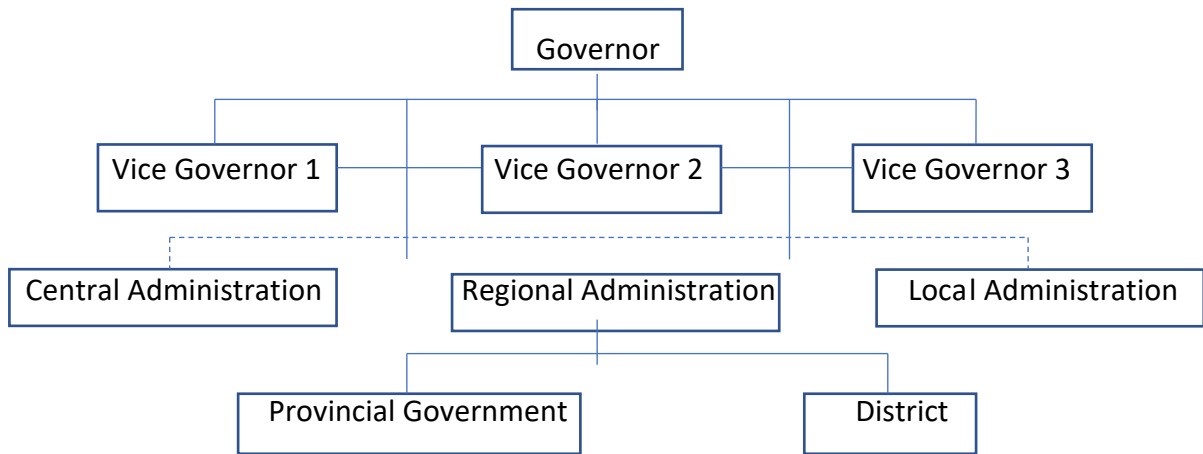 Governor
Vice Governor 1
Vice Governor 2
Vice Governor 3
Central Administration
Regional Administration
Local Administration
Provincial Government
District